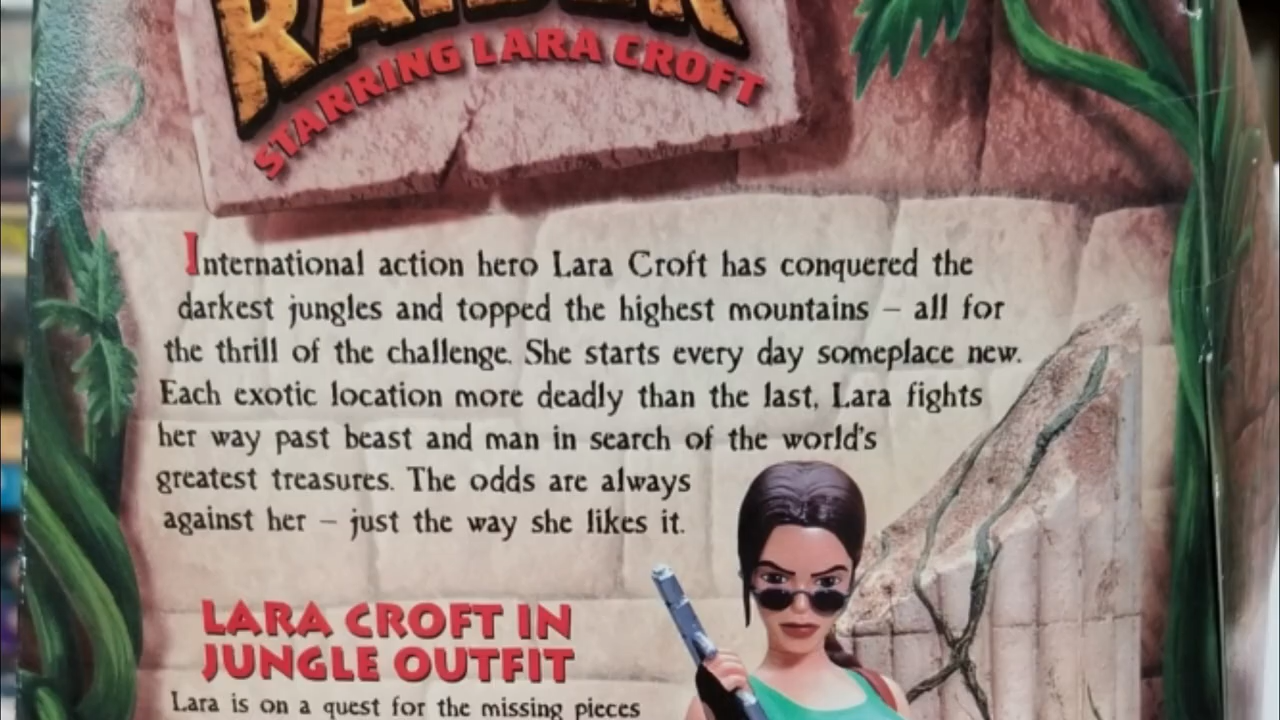 RAIDER
STARRING LARA CROFT
International action hero Lara Croft has conquered the
darkest jungles and topped the highest mountains – all for
the thrill of the challenge. She starts every day someplace new.
Each exotic location more deadly than the last, Lara fights
her way past beast and man in search of the world's
greatest treasures. The odds are always
against her – just the way she likes it.
LARA CROFT IN
JUNGLE OUTFIT
Lara is on a quest for the missing pieces